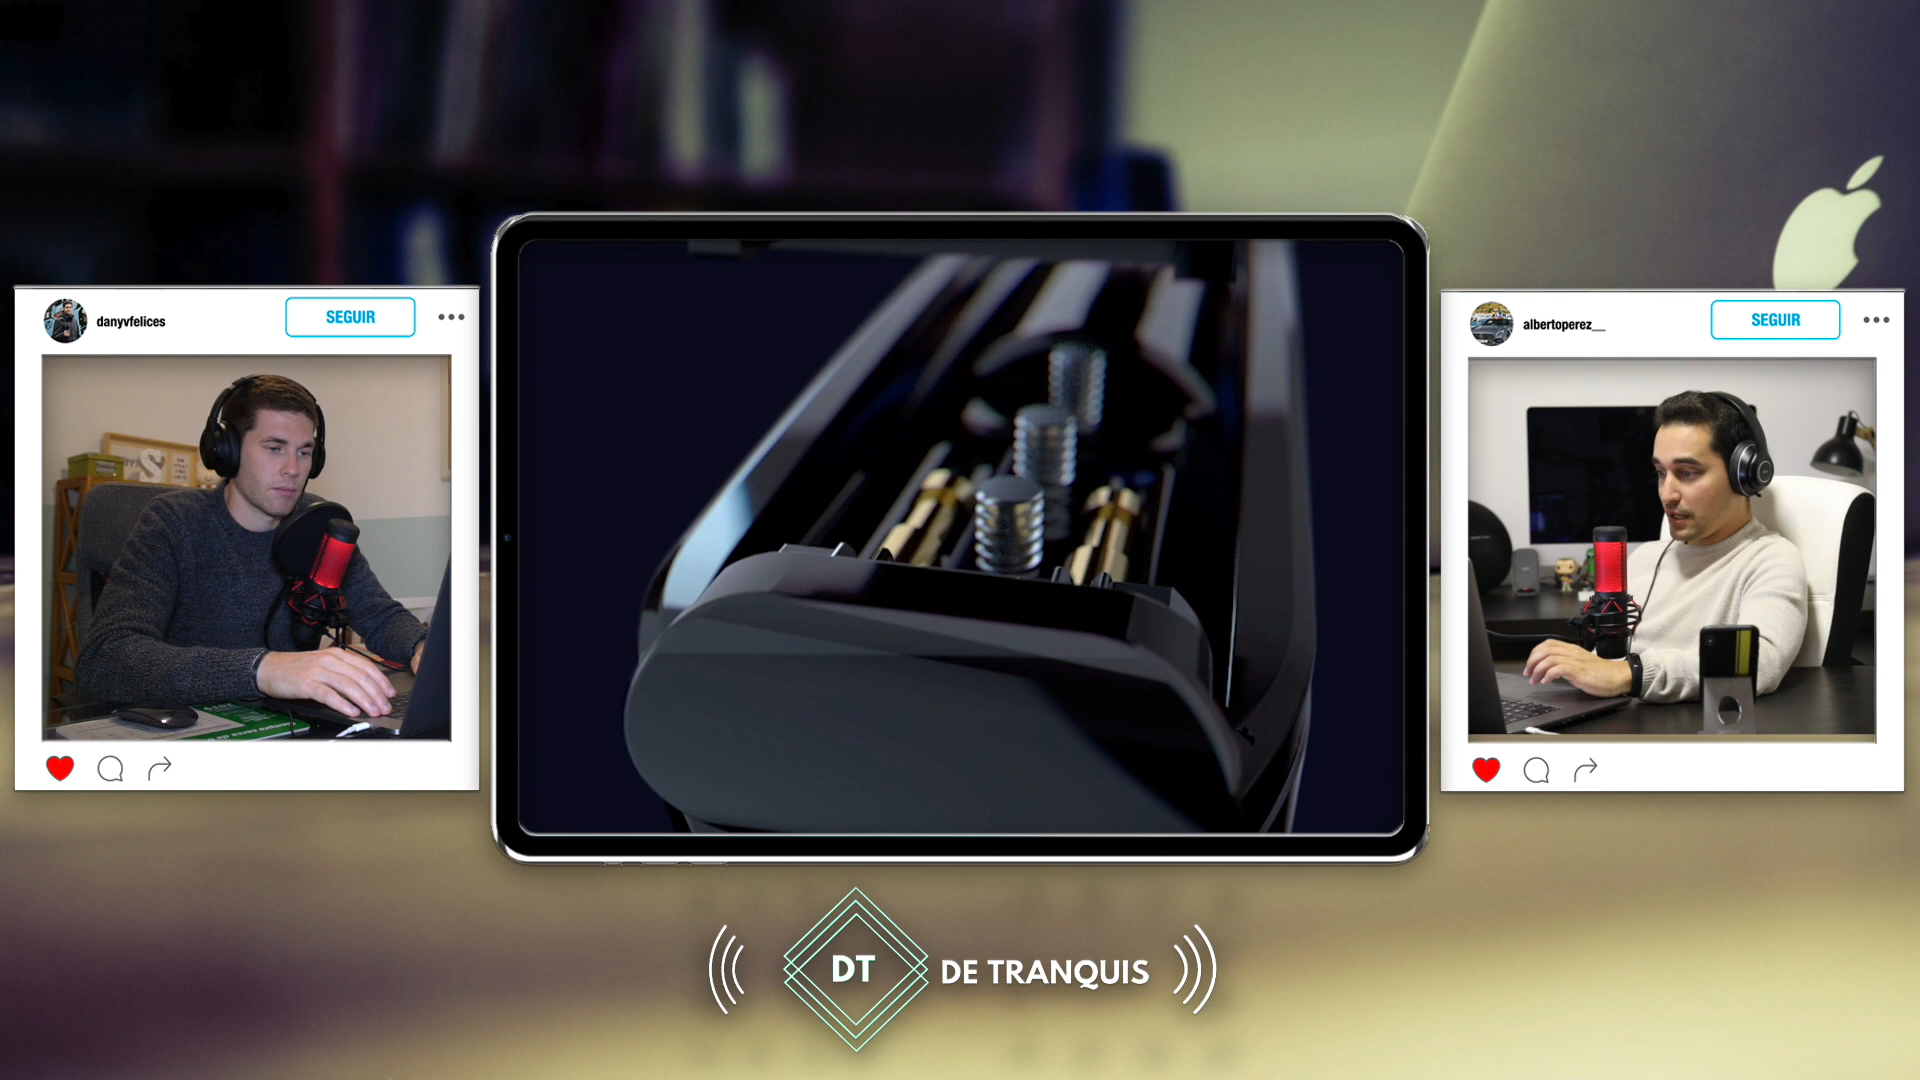 danyvfelices
SEGUIR
albertoperez__
SEGUIR
DT
DE TRANQUIS